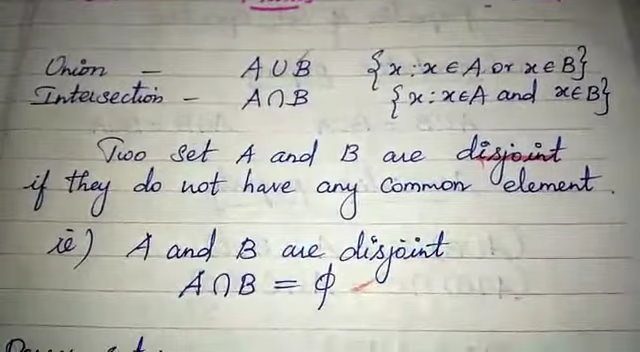 Union - A ∪ B {x : x ∈ A or x ∈ B}
Intersection - A ∩ B {x : x ∈ A and x ∈ B}
Two set A and B are disjoint
if they do not have any common element.
ie) A and B are disjoint
A ∩ B = ϕ